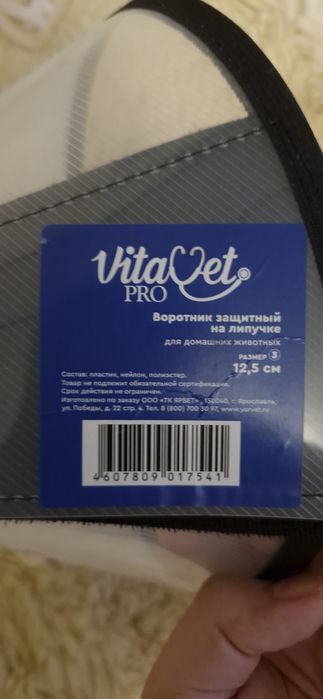 VitaVet
PRO
Воротник защитный
на липучке
для домашних животных
РАЗМЕР 3
12,5 см
Состав: пластик, нейлон, полиэстер.
Товар не подлежит обязательной сертификации.
Срок действия не ограничен.
Изготовлено по заказу ООО «ТК ЯРВЕТ», 150040, г. Ярославль,
ул. Победы, д. 22 стр. 4. Тел. 8 (800) 700 30 97, www.yarvet.ru
4607809 017541